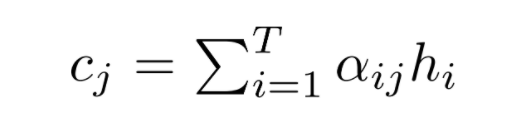 $c_j = \sum_{i=1}^{T} \alpha_{ij} h_i$